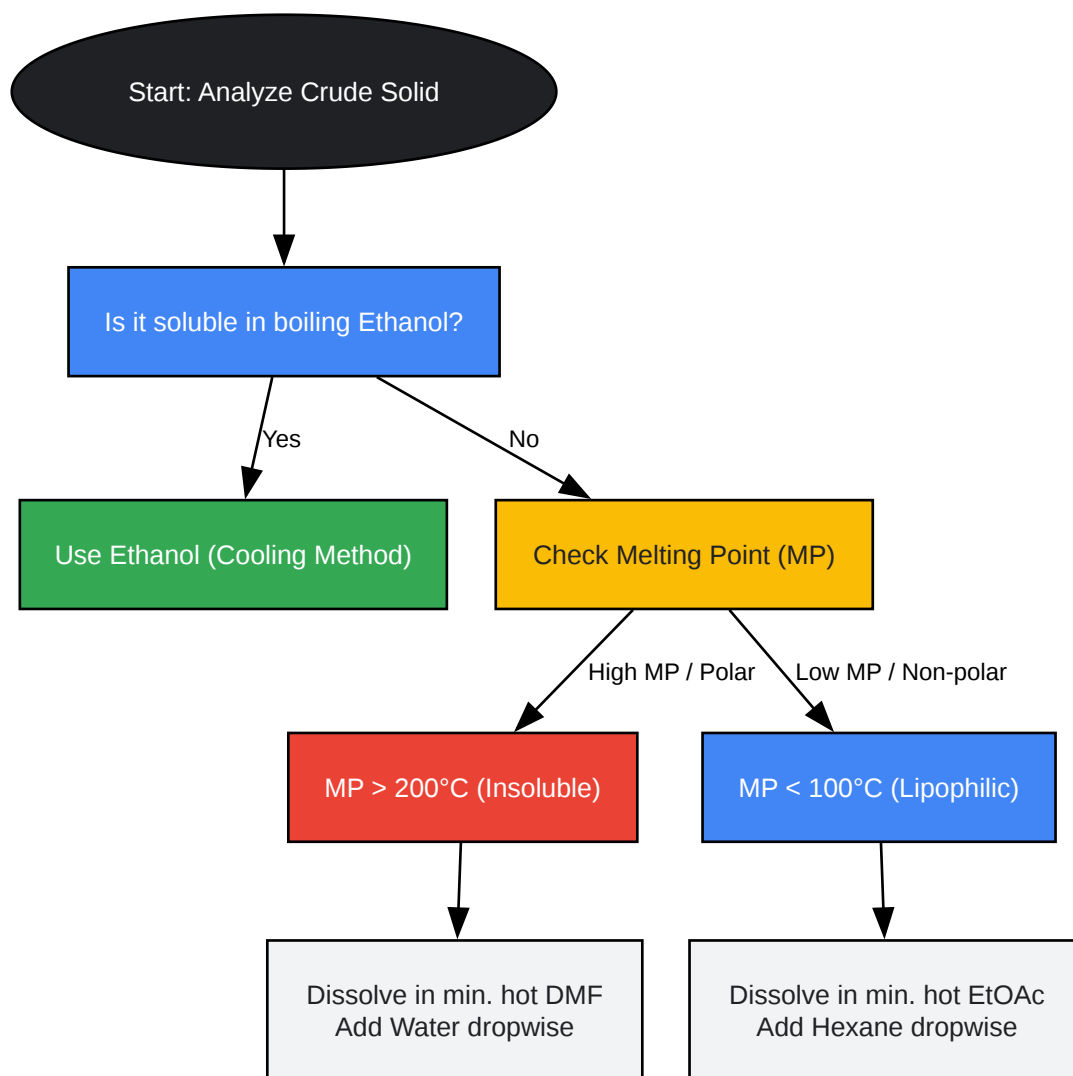 Start: Analyze Crude Solid
Is it soluble in boiling Ethanol?
Yes
No
Use Ethanol (Cooling Method)
Check Melting Point (MP)
High MP / Polar
Low MP / Non-polar
MP > 200°C (Insoluble)
MP < 100°C (Lipophilic)
Dissolve in min. hot DMF
Add Water dropwise
Dissolve in min. hot EtOAc
Add Hexane dropwise